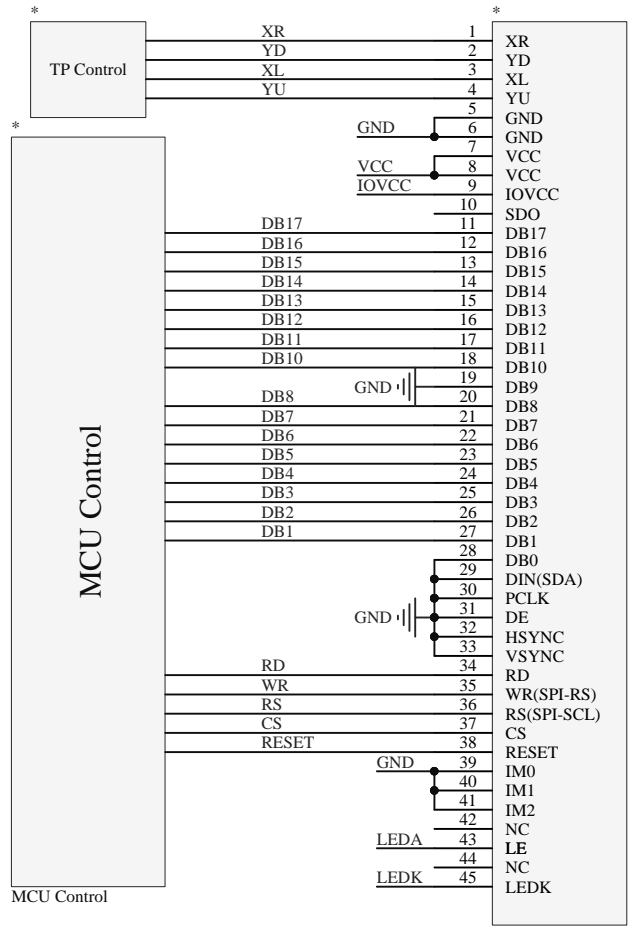 * *
XR 1 XR
YD 2 YD
TP Control XL 3 XL
YU 4 YU
5 GND
* GND 6 GND
7 VCC
VCC 8 VCC
IOVCC 9 IOVCC
10 SDO
DB17 11 DB17
DB16 12 DB16
DB15 13 DB15
DB14 14 DB14
DB13 15 DB13
DB12 16 DB12
DB11 17 DB11
DB10 18 DB10
GND 19 DB9
DB8 20 DB8
DB7 21 DB7
DB6 22 DB6
DB5 23 DB5
DB4 24 DB4
DB3 25 DB3
DB2 26 DB2
DB1 27 DB1
MCU Control
28 DB0
29 DIN(SDA)
30 PCLK
GND 31 DE
32 HSYNC
33 VSYNC
RD 34 RD
WR 35 WR(SPI-RS)
RS 36 RS(SPI-SCL)
CS 37 CS
RESET 38 RESET
GND 39 IM0
40 IM1
41 IM2
42 NC
LEDA 43 LE
44 NC
LEDK 45 LEDK
MCU Control